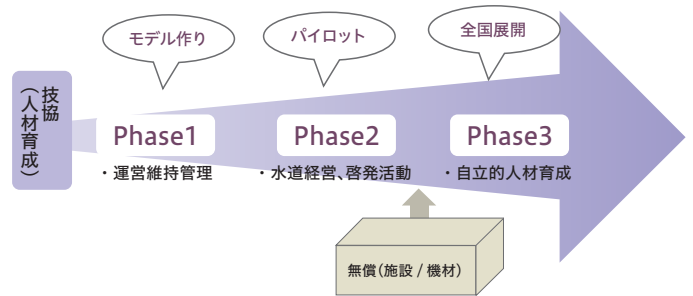 モデル作り
パイロット
全国展開
技協
（人材育成）
Phase1
Phase2
Phase3
・運営維持管理
・水道経営、啓発活動
・自立的人材育成
無償（施設 / 機材）